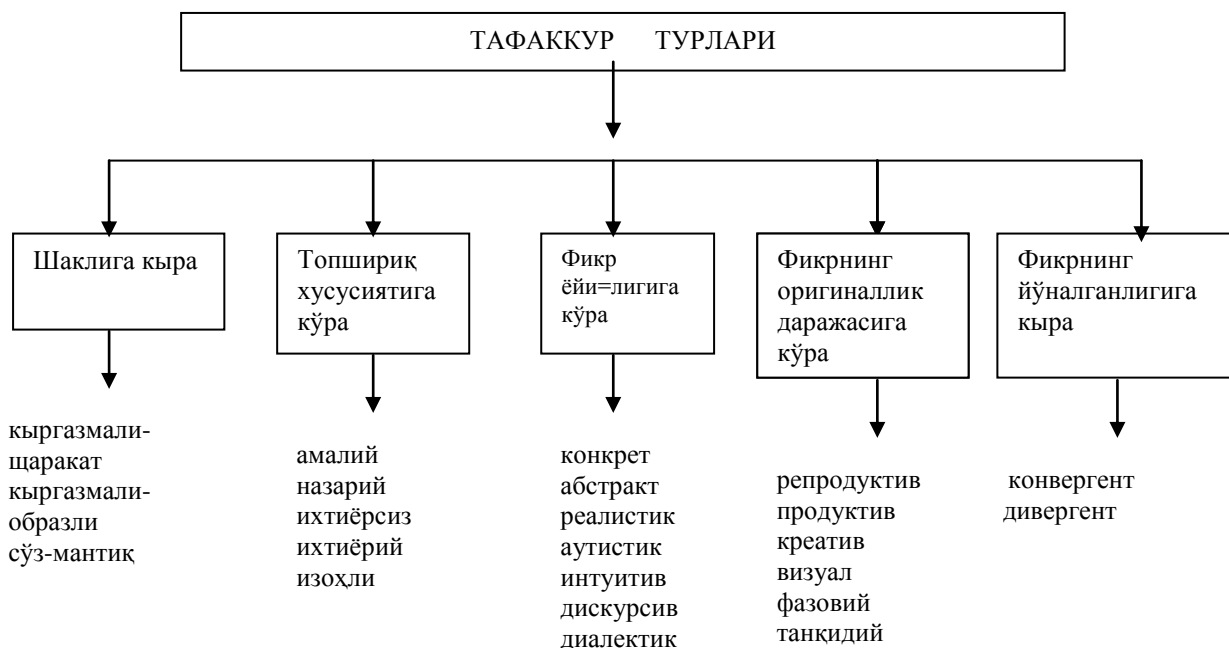 ТАФАККУР ТУРЛАРИ
Шаклига кыра
Топшириқ
хусусиятига
кўра
Фикр
ёйи=лигига
кўра
Фикрнинг
оригиналлик
даражасига
кўра
Фикрнинг
йўналганлигига
кыра
кыргазмали-
щаракат
кыргазмали-
образли
сўз-мантиқ
амалий
назарий
ихтиёрсиз
ихтиёрий
изоҳли
конкрет
абстракт
реалистик
аутистик
интуитив
дискурсив
диалектик
репродуктив
продуктив
креатив
визуал
фазовий
танқидий
конвергент
дивергент